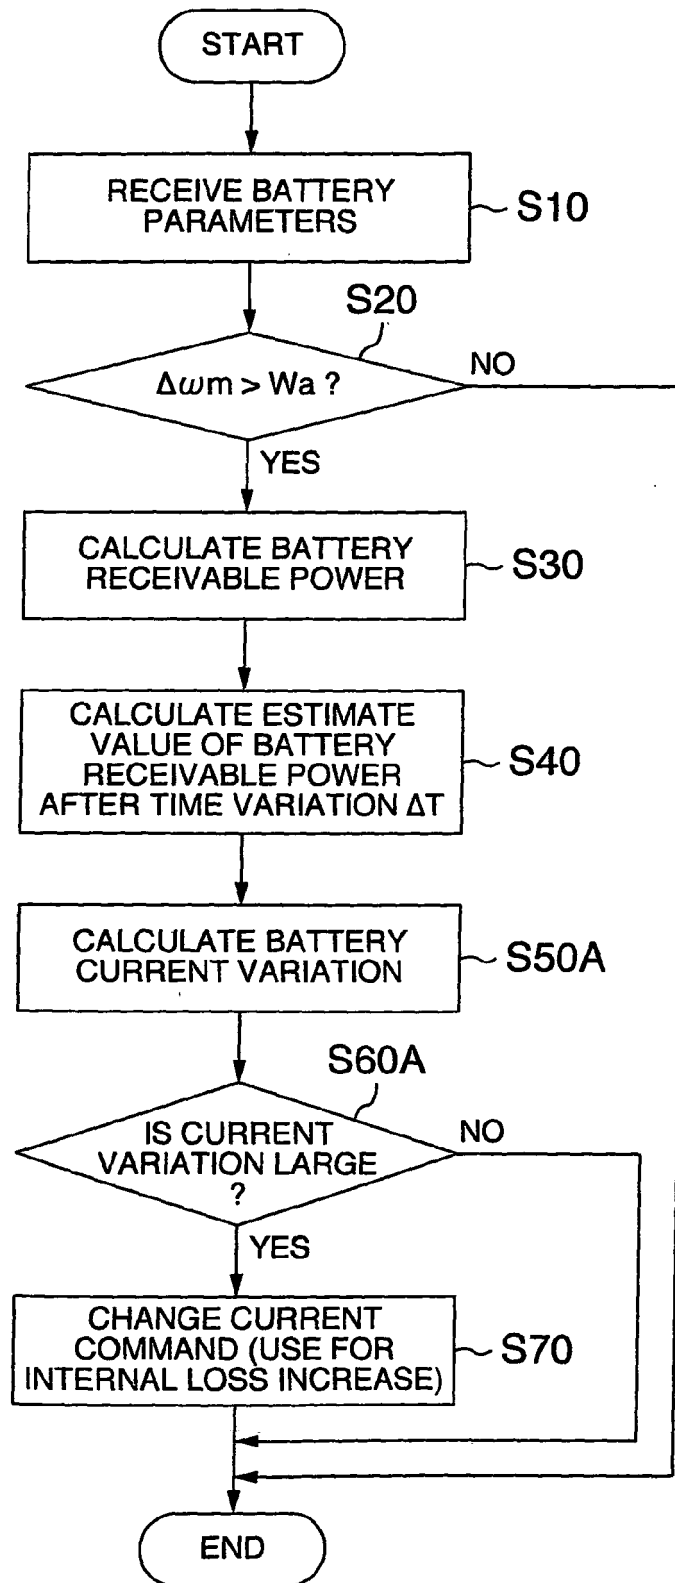 START
RECEIVE BATTERY
PARAMETERS
S10
S20
Δωm > Wa ?
NO
YES
CALCULATE BATTERY
RECEIVABLE POWER
S30
CALCULATE ESTIMATE
VALUE OF BATTERY
RECEIVABLE POWER
AFTER TIME VARIATION ΔT
S40
CALCULATE BATTERY
CURRENT VARIATION
S50A
S60A
IS CURRENT
VARIATION LARGE
?
NO
YES
CHANGE CURRENT
COMMAND (USE FOR
INTERNAL LOSS INCREASE)
S70
END